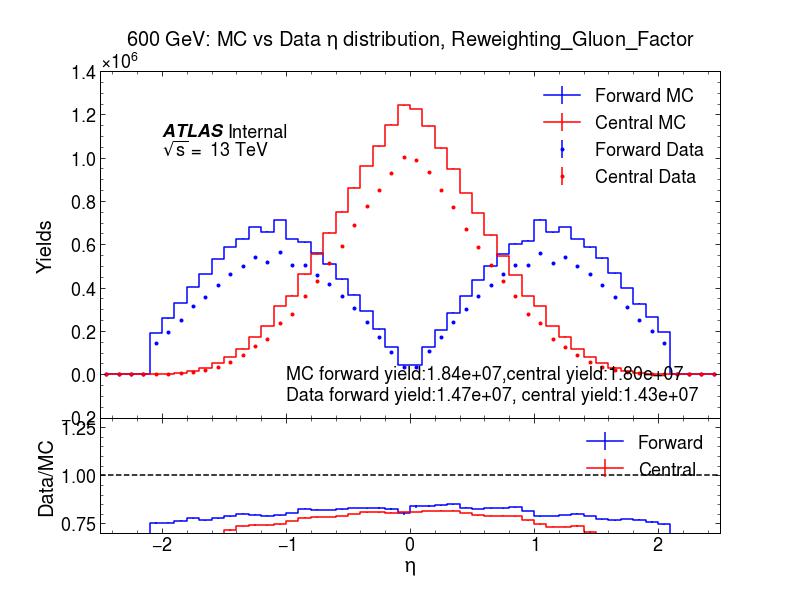 600 GeV: MC vs Data η distribution, Reweighting_Gluon_Factor
×10⁶
1.4
1.2
1.0
0.8
0.6
0.4
0.2
0.0
−0.2
Yields
ATLAS Internal
√s = 13 TeV
Forward MC
Central MC
Forward Data
Central Data
MC forward yield:1.84e+07,central yield:1.80e+07
Data forward yield:1.47e+07, central yield:1.43e+07
1.25
1.00
0.75
Data/MC
Forward
Central
−2 −1 0 1 2
η